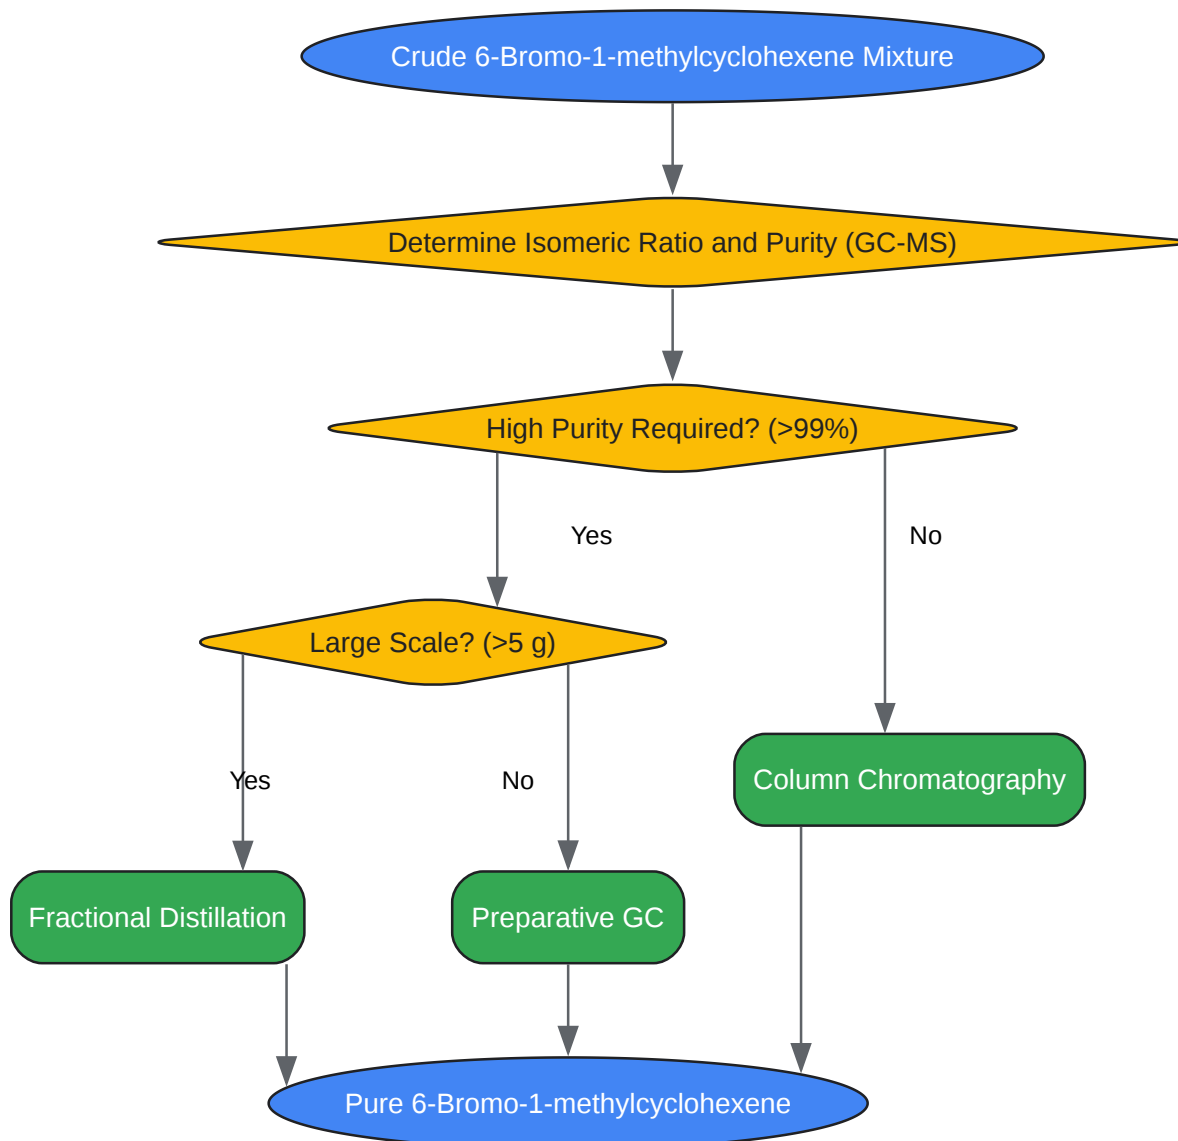 Crude 6-Bromo-1-methylcyclohexene Mixture
Determine Isomeric Ratio and Purity (GC-MS)
High Purity Required? (>99%)
Yes
No
Large Scale? (>5 g)
Yes
No
Column Chromatography
Fractional Distillation
Preparative GC
Pure 6-Bromo-1-methylcyclohexene